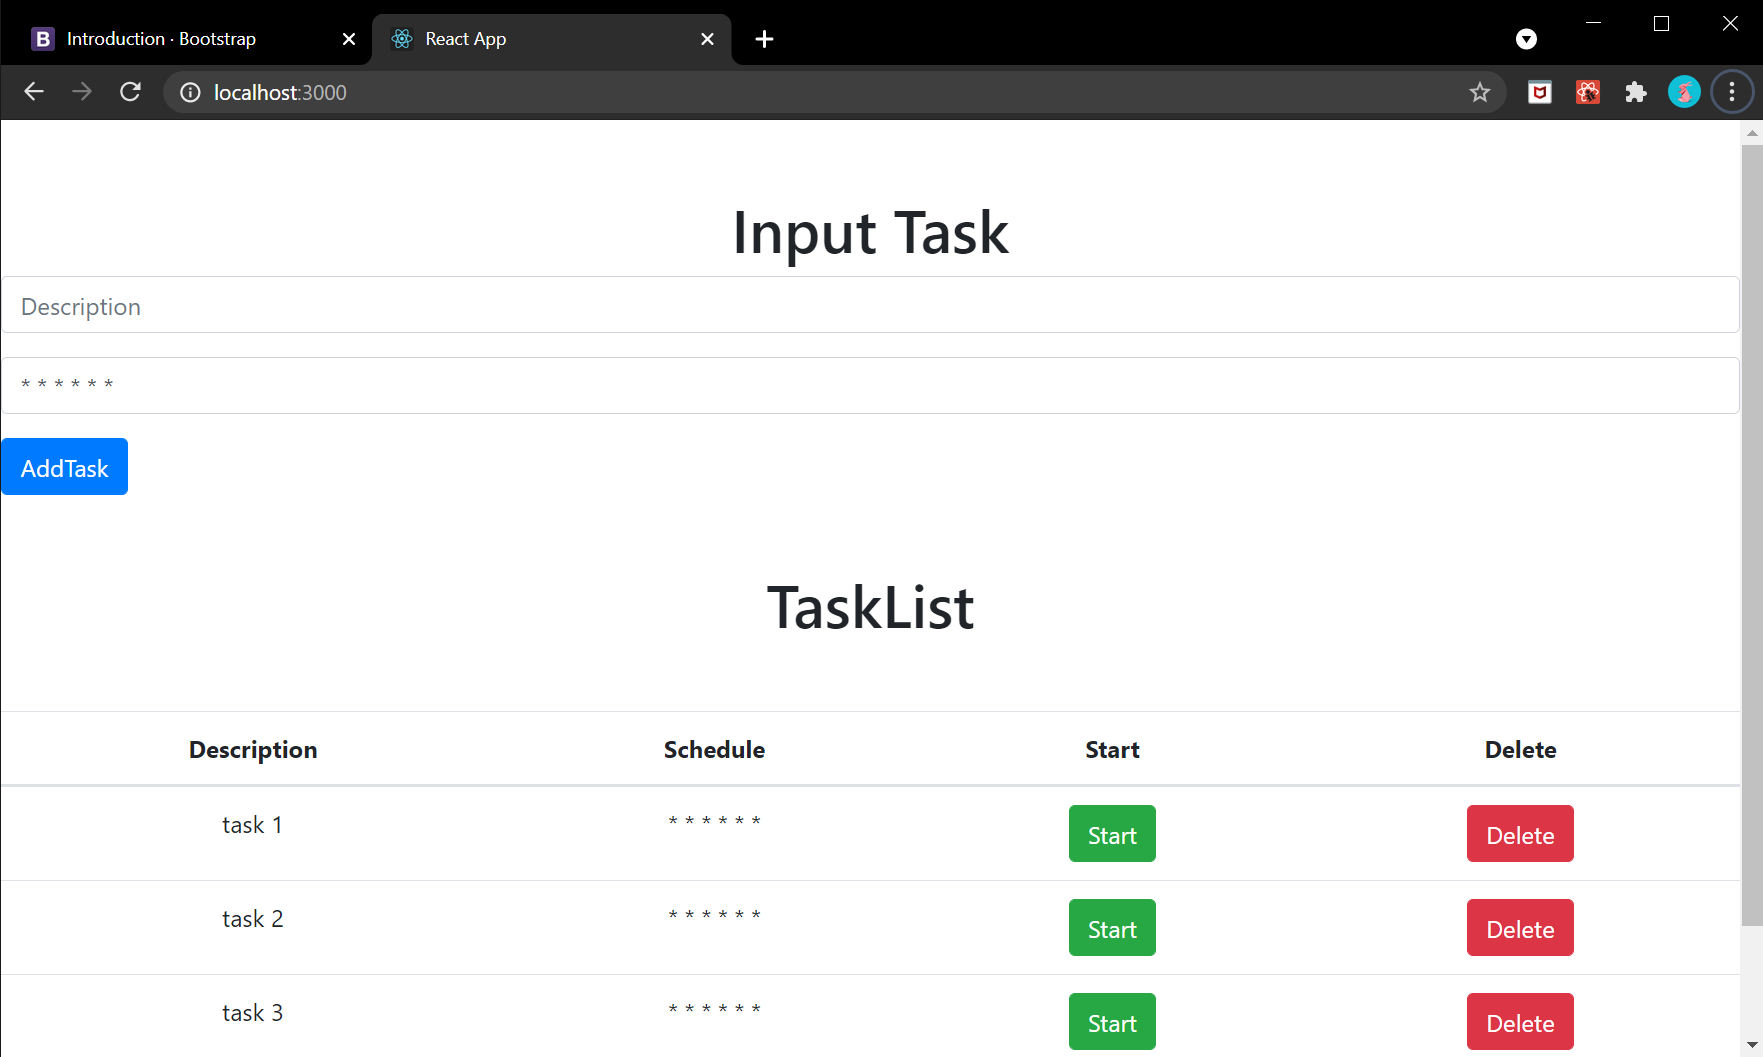 B Introduction · Bootstrap React App
localhost:3000
Input Task
Description
* * * * * *
AddTask
TaskList
Description Schedule Start Delete
task 1 * * * * * * Start Delete
task 2 * * * * * * Start Delete
task 3 * * * * * * Start Delete